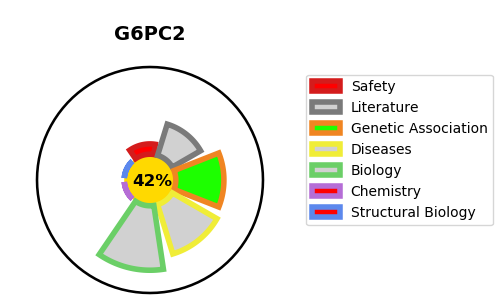 G6PC2
42%
Safety
Literature
Genetic Association
Diseases
Biology
Chemistry
Structural Biology